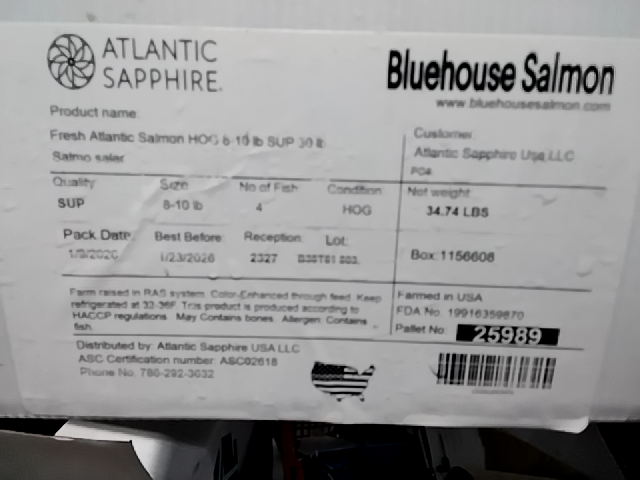 ATLANTIC
SAPPHIRE.
Bluehouse Salmon
www.bluehousesalmon.com
Product name:
Fresh Atlantic Salmon HOG 8-10 lb SUP 30 lb
Salmo salar
Customer
Atlantic Sapphire Usa LLC
PO#
Quality Size No of Fish Condition Net weight
SUP 8-10 lb 4 HOG 34.74 LBS
Pack Date: Best Before: Reception: Lot:
1/23/2026 2327
Box: 1156608
Farm raised in RAS system. Color-Enhanced through feed. Keep
refrigerated at 32-36F. This product is produced according to
HACCP regulations. May Contains bones. Allergen: Contains
fish.
Farmed in USA
FDA No. 19916359870
Pallet No: 25989
Distributed by: Atlantic Sapphire USA LLC
ASC Certification number: ASC02618
Phone No. 786-292-3632